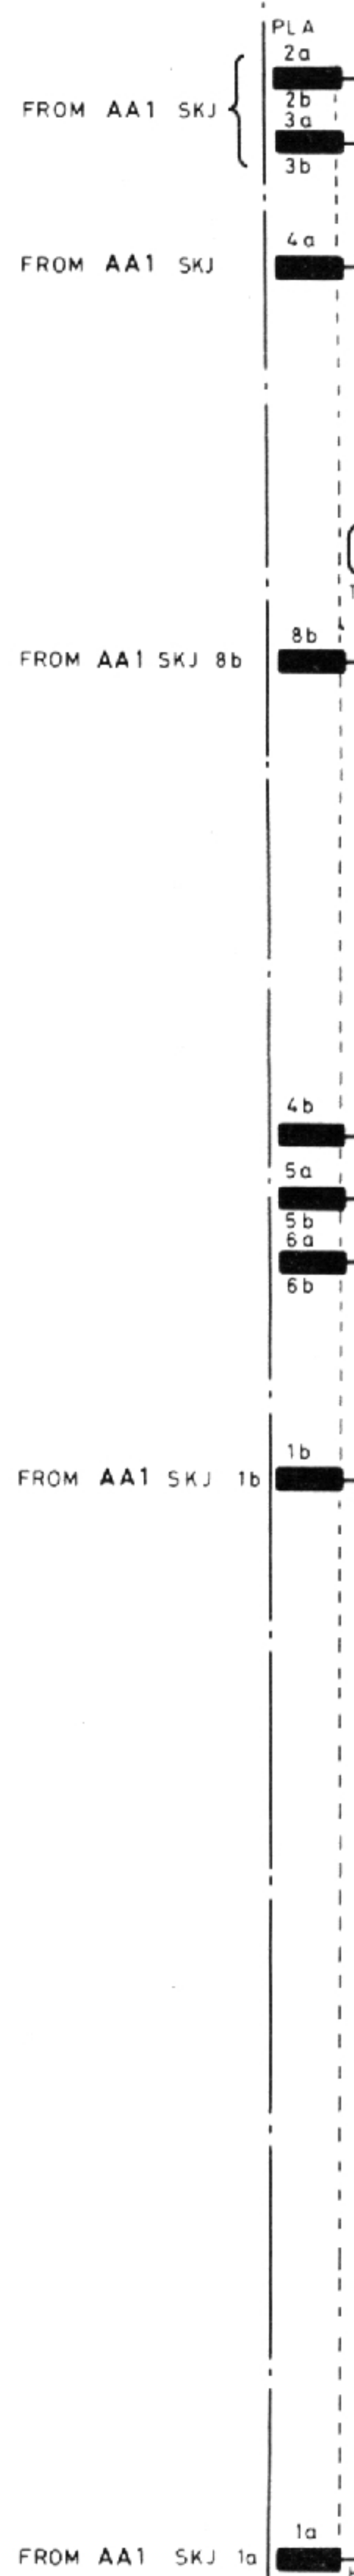 PLA
2a
2b
FROM AA1 SKJ
3a
3b
4a
FROM AA1 SKJ
8b
FROM AA1 SKJ 8b
4b
5a
5b
6a
6b
1b
FROM AA1 SKJ 1b
1a
FROM AA1 SKJ 1a